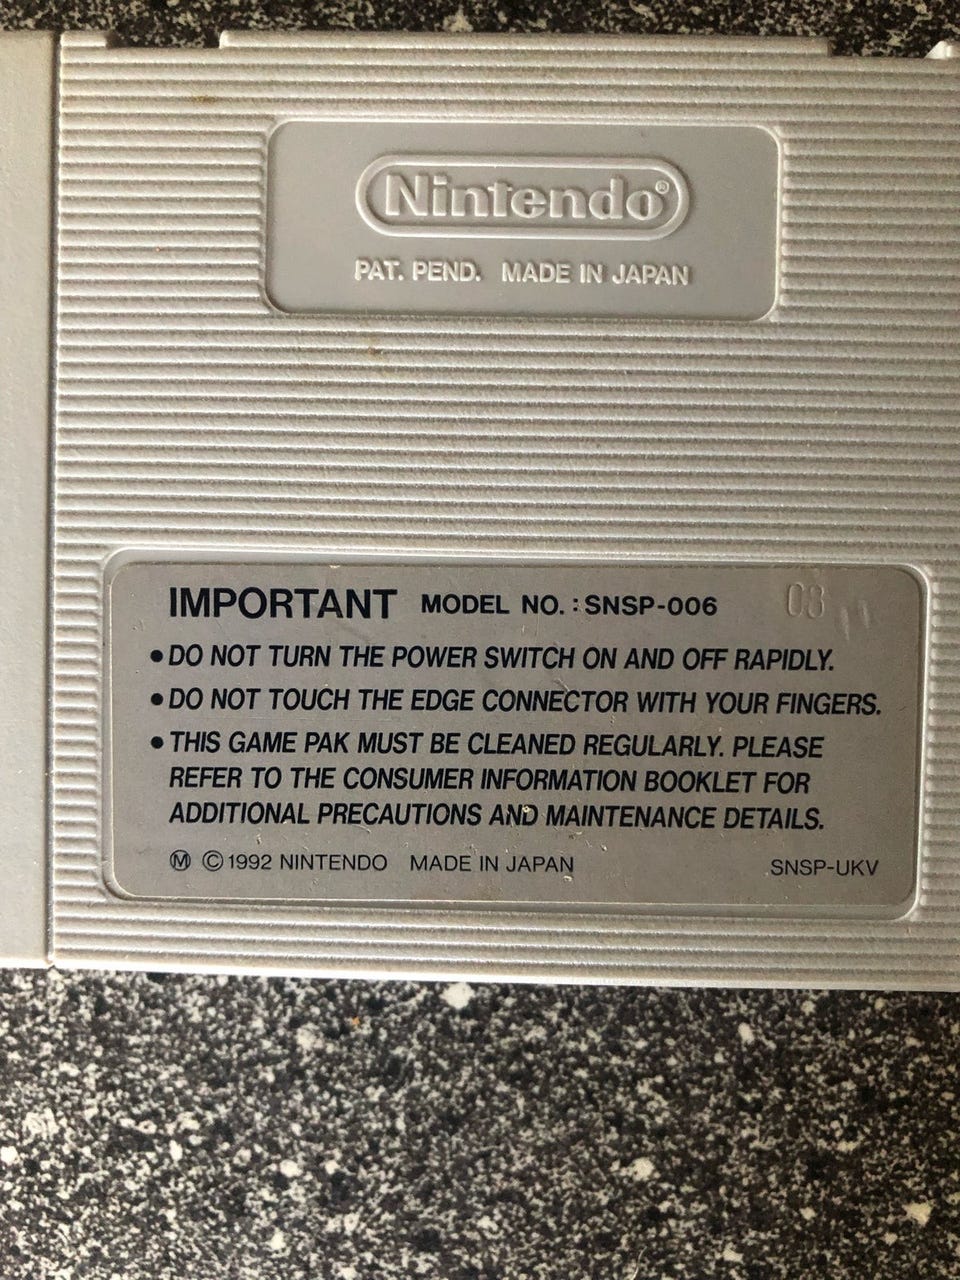 Nintendo®
PAT. PEND. MADE IN JAPAN
IMPORTANT MODEL NO. : SNSP-006 08
• DO NOT TURN THE POWER SWITCH ON AND OFF RAPIDLY.
• DO NOT TOUCH THE EDGE CONNECTOR WITH YOUR FINGERS.
• THIS GAME PAK MUST BE CLEANED REGULARLY. PLEASE
REFER TO THE CONSUMER INFORMATION BOOKLET FOR
ADDITIONAL PRECAUTIONS AND MAINTENANCE DETAILS.
Ⓜ © 1992 NINTENDO MADE IN JAPAN SNSP-UKV